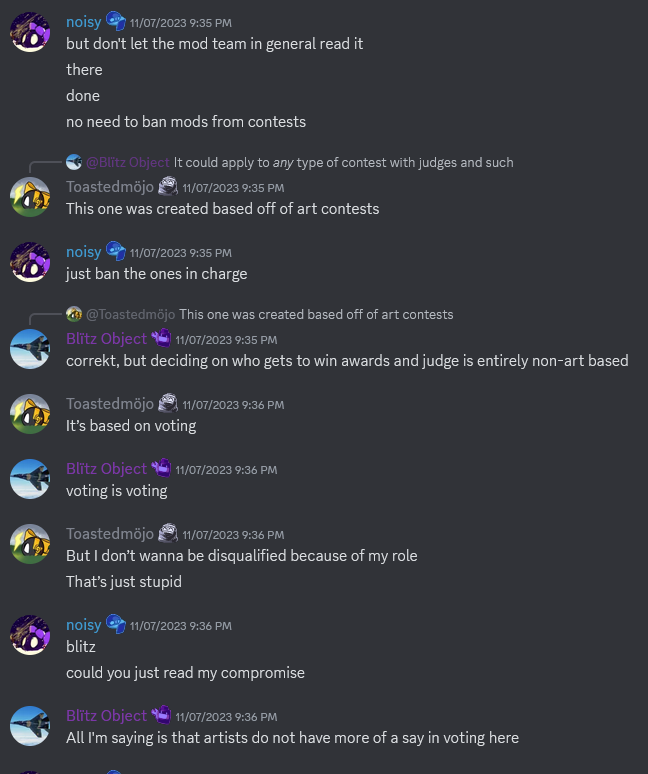 noisy 11/07/2023 9:35 PM
but don't let the mod team in general read it
there
done
no need to ban mods from contests
@Blītz Object It could apply to any type of contest with judges and such
Toastedmöjo 11/07/2023 9:35 PM
This one was created based off of art contests
noisy 11/07/2023 9:35 PM
just ban the ones in charge
@Toastedmöjo This one was created based off of art contests
Blītz Object 11/07/2023 9:35 PM
correkt, but deciding on who gets to win awards and judge is entirely non-art based
Toastedmöjo 11/07/2023 9:36 PM
It’s based on voting
Blītz Object 11/07/2023 9:36 PM
voting is voting
Toastedmöjo 11/07/2023 9:36 PM
But I don’t wanna be disqualified because of my role
That’s just stupid
noisy 11/07/2023 9:36 PM
blitz
could you just read my compromise
Blītz Object 11/07/2023 9:36 PM
All I'm saying is that artists do not have more of a say in voting here